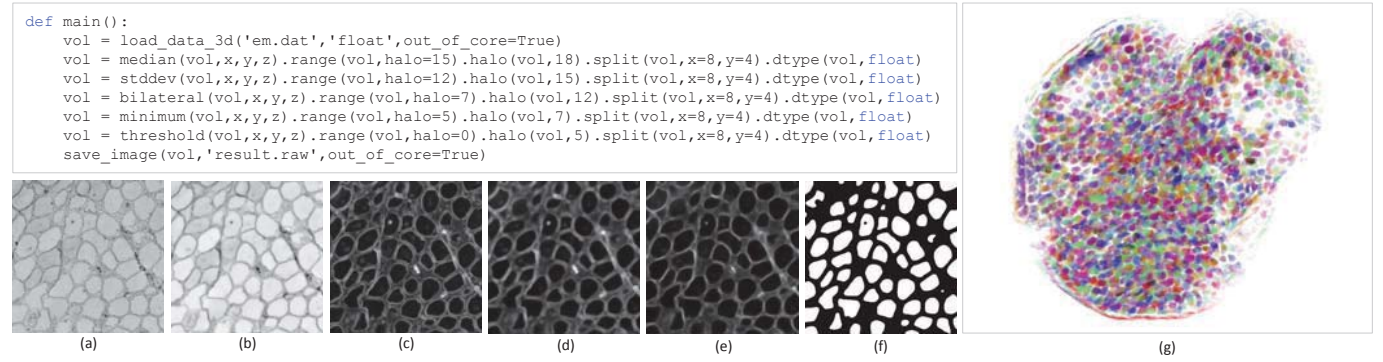 def main():
vol = load_data_3d('em.dat','float',out_of_core=True)
vol = median(vol,x,y,z).range(vol,halo=15).halo(vol,18).split(vol,x=8,y=4).dtype(vol,float)
vol = stddev(vol,x,y,z).range(vol,halo=12).halo(vol,15).split(vol,x=8,y=4).dtype(vol,float)
vol = bilateral(vol,x,y,z).range(vol,halo=7).halo(vol,12).split(vol,x=8,y=4).dtype(vol,float)
vol = minimum(vol,x,y,z).range(vol,halo=5).halo(vol,7).split(vol,x=8,y=4).dtype(vol,float)
vol = threshold(vol,x,y,z).range(vol,halo=0).halo(vol,5).split(vol,x=8,y=4).dtype(vol,float)
save_image(vol,'result.raw',out_of_core=True)
(a) (b) (c) (d) (e) (f) (g)